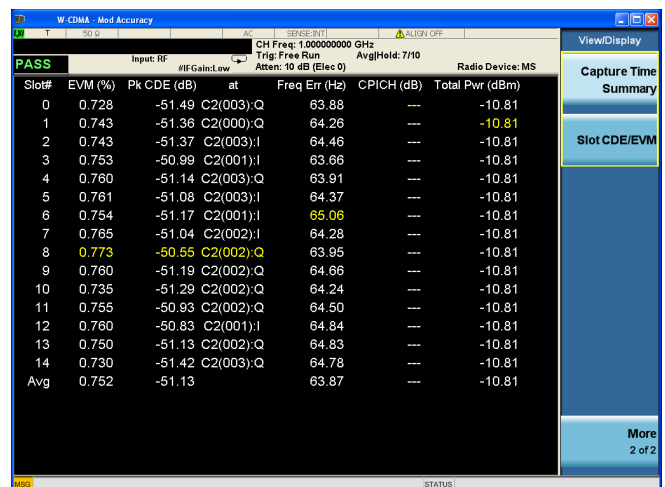 W-CDMA - Mod Accuracy
LXI T 50 Ω AC SENSE:INT ALIGN OFF
CH Freq: 1.000000000 GHz
Input: RF Trig: Free Run Avg|Hold: 7/10
PASS #IFGain:Low Atten: 10 dB (Elec 0) Radio Device: MS
Slot# EVM (%) Pk CDE (dB) at Freq Err (Hz) CPICH (dB) Total Pwr (dBm)
0 0.728 -51.49 C2(003):Q 63.88 --- -10.81
1 0.743 -51.36 C2(000):Q 64.26 --- -10.81
2 0.743 -51.37 C2(003):I 64.46 --- -10.81
3 0.753 -50.99 C2(001):I 63.66 --- -10.81
4 0.760 -51.14 C2(003):Q 63.91 --- -10.81
5 0.761 -51.08 C2(003):I 64.37 --- -10.81
6 0.754 -51.17 C2(001):I 65.06 --- -10.81
7 0.765 -51.04 C2(002):I 64.28 --- -10.81
8 0.773 -50.55 C2(002):Q 63.95 --- -10.81
9 0.760 -51.19 C2(002):Q 64.66 --- -10.81
10 0.735 -51.29 C2(002):Q 64.24 --- -10.81
11 0.755 -50.93 C2(002):Q 64.50 --- -10.81
12 0.760 -50.83 C2(001):I 64.84 --- -10.81
13 0.750 -51.13 C2(002):Q 64.83 --- -10.81
14 0.730 -51.42 C2(003):Q 64.78 --- -10.81
Avg 0.752 -51.13 63.87 --- -10.81
View/Display
Capture Time
Summary
Slot CDE/EVM
More
2 of 2
MSG STATUS